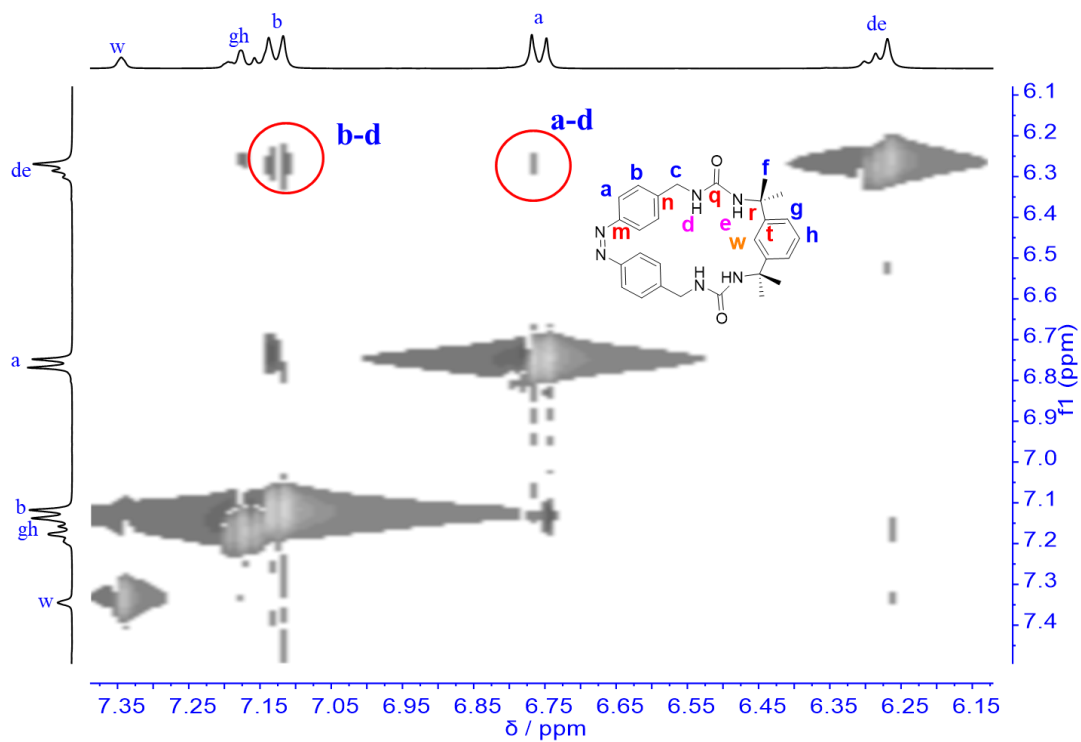 w
gh
b
a
de
de
b-d
a-d
a
b
gh
w
O
f
a
b
c
n
N
H
q
N
H
r
g
d
e
h
m
w
t
N
N
N
H
HN
O
6.1
6.2
6.3
6.4
6.5
6.6
6.7
6.8
6.9
7.0
7.1
7.2
7.3
7.4
f1 (ppm)
7.35
7.25
7.15
7.05
6.95
6.85
6.75
6.65
6.55
6.45
6.35
6.25
6.15
δ / ppm